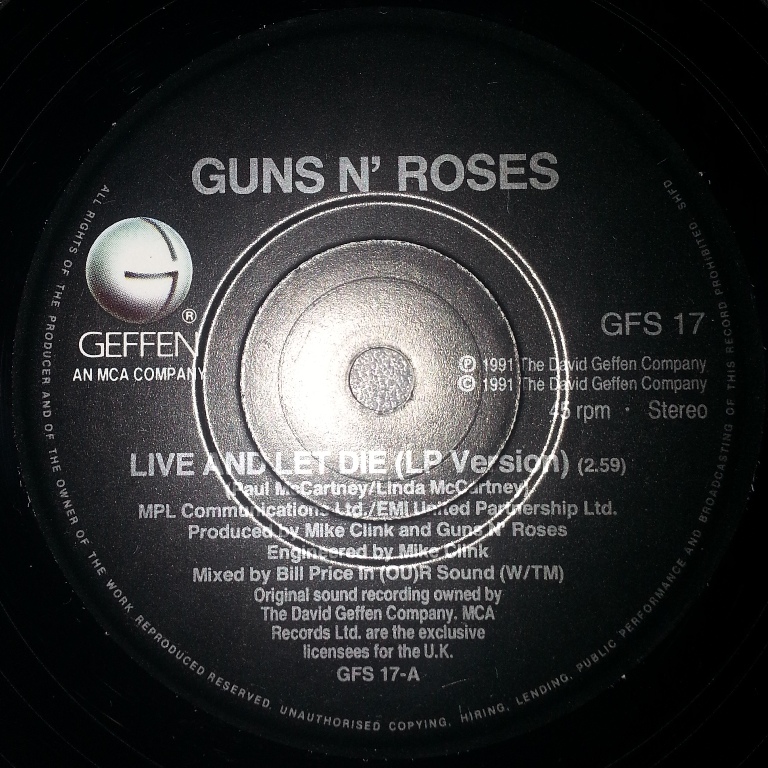 GUNS N' ROSES
GEFFEN®
AN MCA COMPANY
GFS 17
Ⓟ 1991 The David Geffen Company
© 1991 The David Geffen Company
45 rpm · Stereo
LIVE AND LET DIE (LP Version) (2.59)
(Paul McCartney/Linda McCartney)
MPL Communications Ltd./EMI United Partnership Ltd.
Produced by Mike Clink and Guns N' Roses
Engineered by Mike Clink
Mixed by Bill Price in (OU)R Sound (W/TM)
Original sound recording owned by
The David Geffen Company. MCA
Records Ltd. are the exclusive
licensees for the U.K.
GFS 17-A
ALL RIGHTS OF THE PRODUCER AND OF THE OWNER OF THE WORK REPRODUCED RESERVED. UNAUTHORISED COPYING, HIRING, LENDING, PUBLIC PERFORMANCE AND BROADCASTING OF THIS RECORD PROHIBITED SHFD